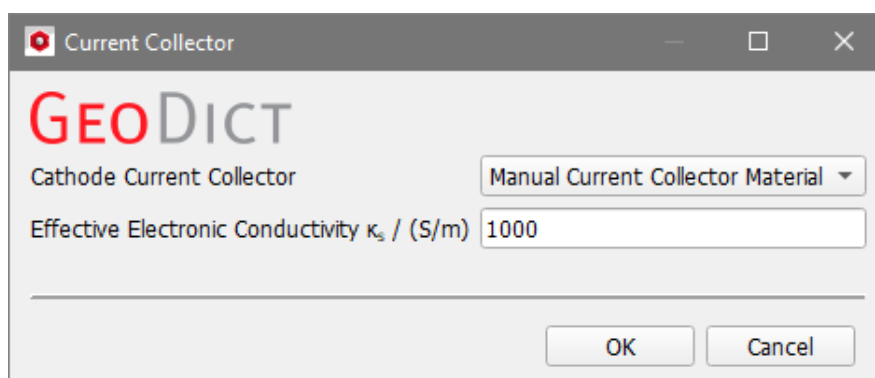 Current Collector
GEODICT
Cathode Current Collector Manual Current Collector Material
Effective Electronic Conductivity κₛ / (S/m) 1000
OK Cancel